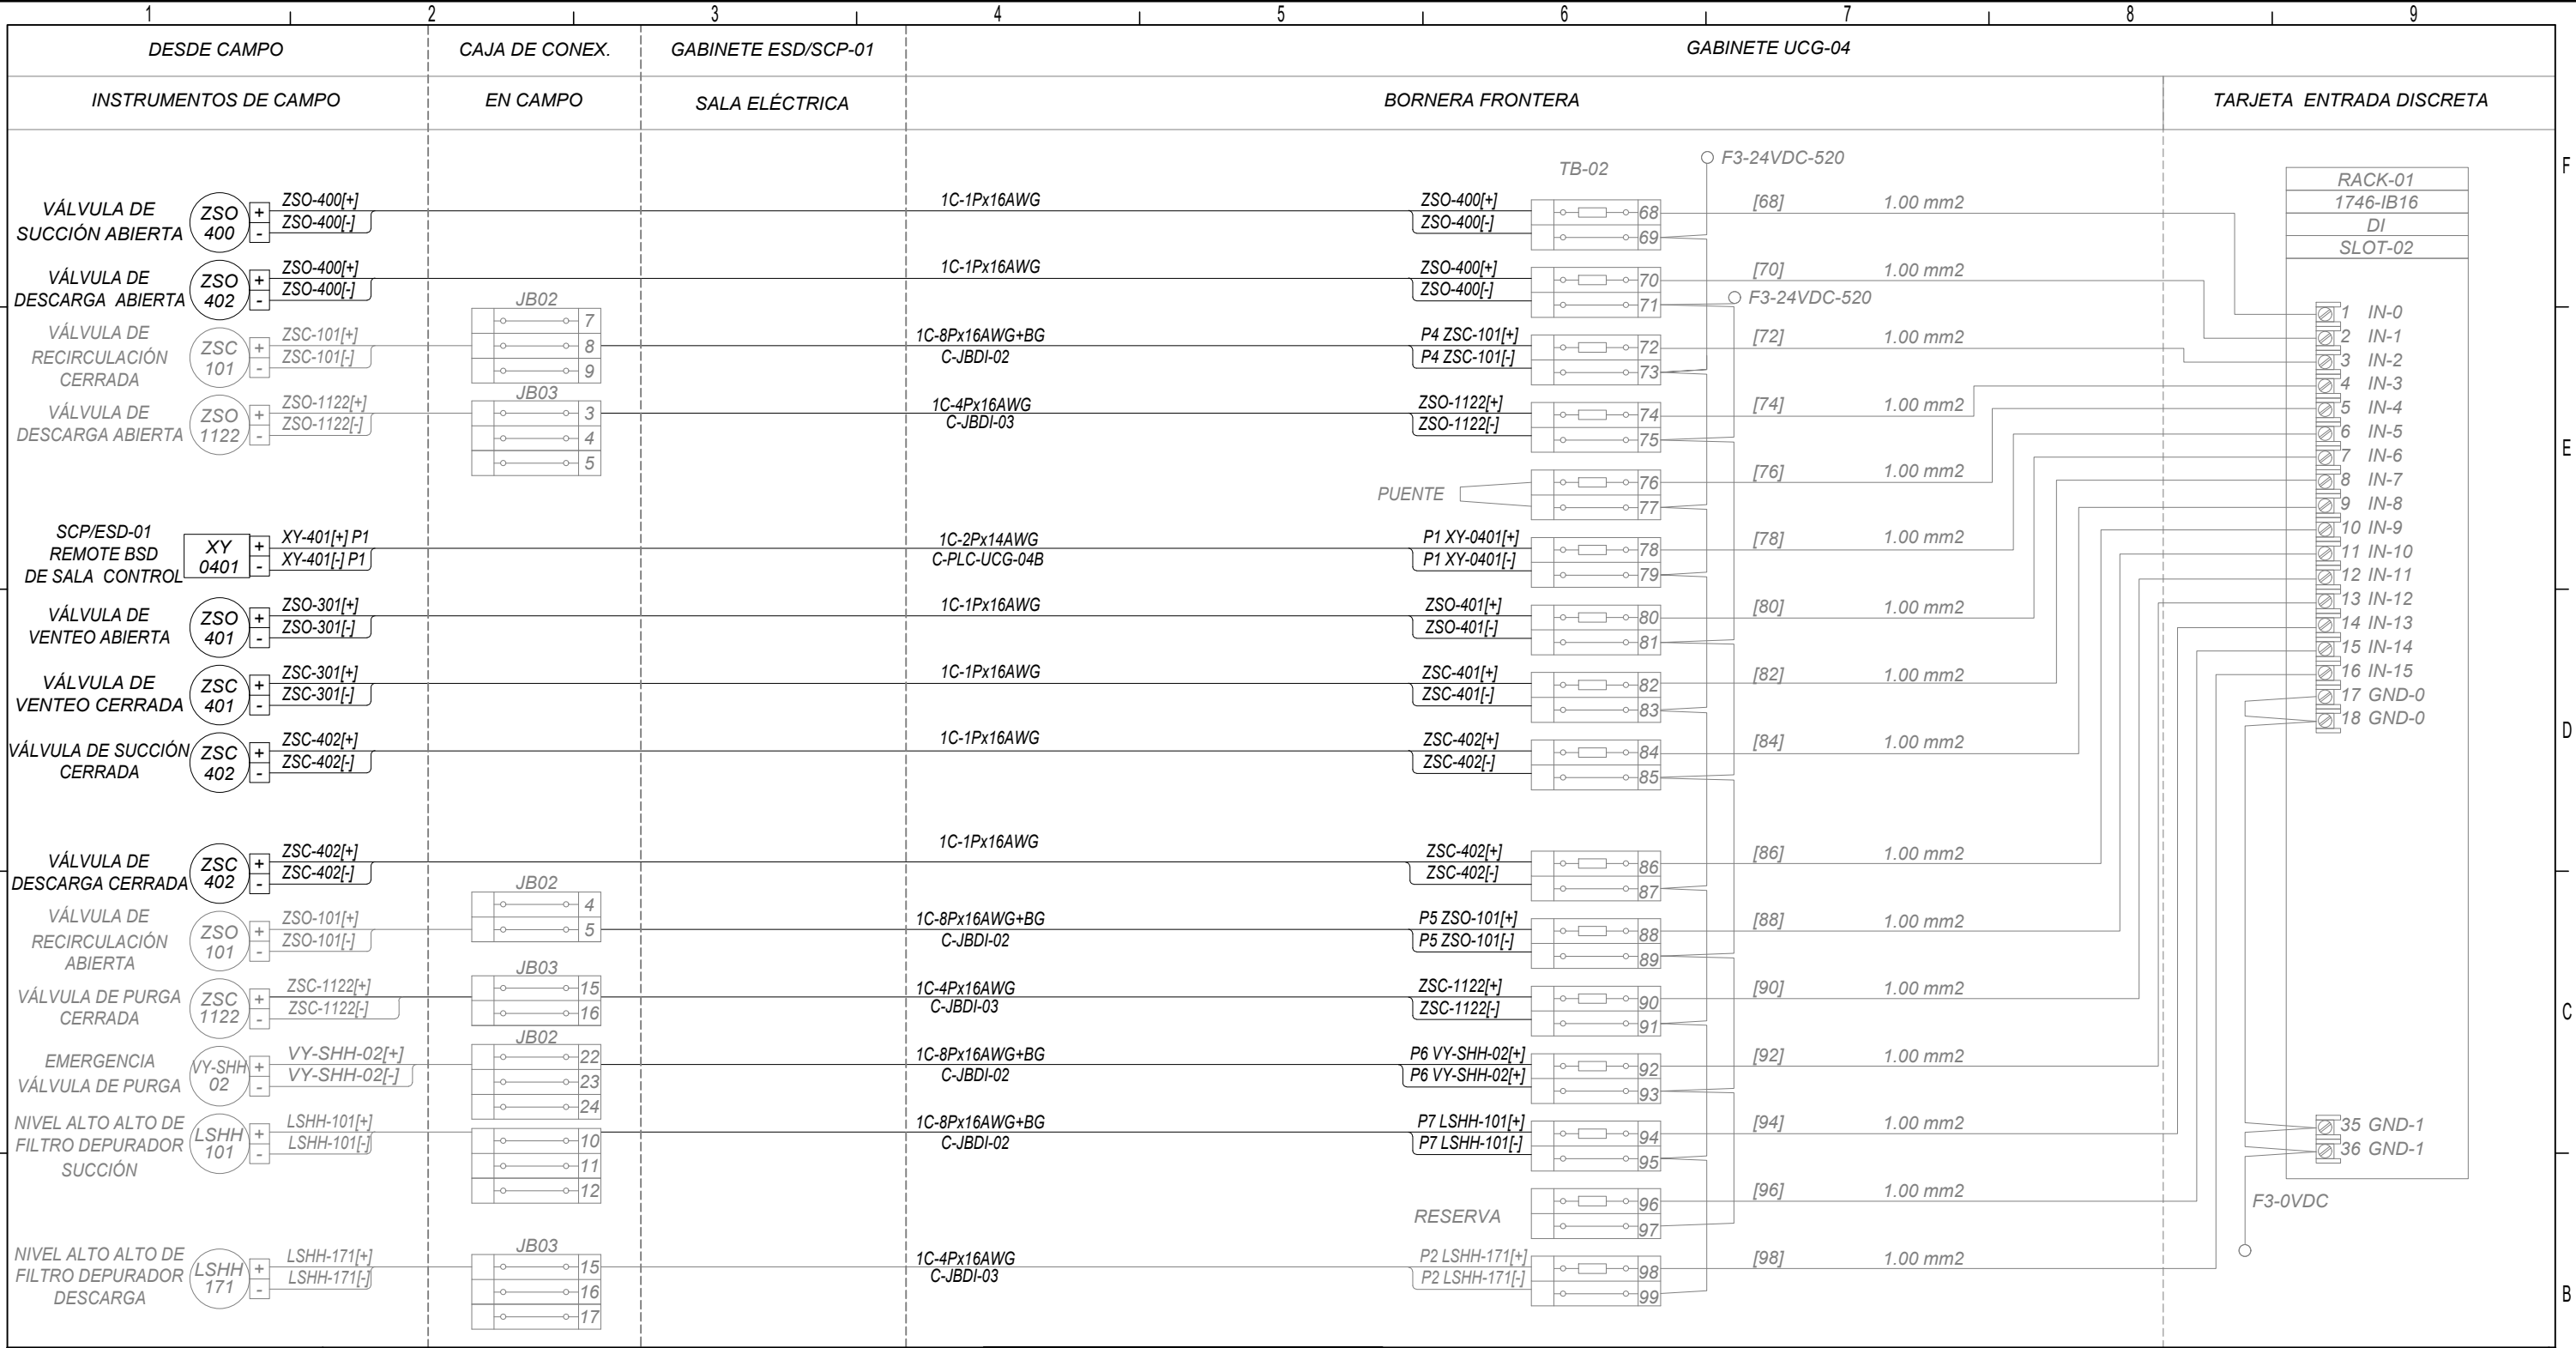 1 2 3 4 5 6 7 8 9
DESDE CAMPO CAJA DE CONEX. GABINETE ESD/SCP-01 GABINETE UCG-04
INSTRUMENTOS DE CAMPO EN CAMPO SALA ELÉCTRICA BORNERA FRONTERA TARJETA ENTRADA DISCRETA
F
TB-02
F3-24VDC-520
RACK-01
1746-IB16
DI
SLOT-02
VÁLVULA DE
SUCCIÓN ABIERTA
ZSO
400
+
-
ZSO-400[+]
ZSO-400[-]
1C-1Px16AWG
ZSO-400[+]
ZSO-400[-]
68
69
[68] 1.00 mm2
VÁLVULA DE
DESCARGA ABIERTA
ZSO
402
+
-
ZSO-400[+]
ZSO-400[-]
1C-1Px16AWG
ZSO-400[+]
ZSO-400[-]
70
71
[70] 1.00 mm2
F3-24VDC-520
VÁLVULA DE
RECIRCULACIÓN
CERRADA
ZSC
101
+
-
ZSC-101[+]
ZSC-101[-]
JB02
7
8
9
1C-8Px16AWG+BG
C-JBDI-02
P4 ZSC-101[+]
P4 ZSC-101[-]
72
73
[72] 1.00 mm2
VÁLVULA DE
DESCARGA ABIERTA
ZSO
1122
+
-
ZSO-1122[+]
ZSO-1122[-]
JB03
3
4
5
1C-4Px16AWG
C-JBDI-03
ZSO-1122[+]
ZSO-1122[-]
74
75
[74] 1.00 mm2
E
PUENTE
76
77
[76] 1.00 mm2
SCP/ESD-01
REMOTE BSD
DE SALA CONTROL
XY
0401
+
-
XY-401[+] P1
XY-401[-] P1
1C-2Px14AWG
C-PLC-UCG-04B
P1 XY-0401[+]
P1 XY-0401[-]
78
79
[78] 1.00 mm2
VÁLVULA DE
VENTEO ABIERTA
ZSO
401
+
-
ZSO-301[+]
ZSO-301[-]
1C-1Px16AWG
ZSO-401[+]
ZSO-401[-]
80
81
[80] 1.00 mm2
VÁLVULA DE
VENTEO CERRADA
ZSC
401
+
-
ZSC-301[+]
ZSC-301[-]
1C-1Px16AWG
ZSC-401[+]
ZSC-401[-]
82
83
[82] 1.00 mm2
D
VÁLVULA DE SUCCIÓN
CERRADA
ZSC
402
+
-
ZSC-402[+]
ZSC-402[-]
1C-1Px16AWG
ZSC-402[+]
ZSC-402[-]
84
85
[84] 1.00 mm2
VÁLVULA DE
DESCARGA CERRADA
ZSC
402
+
-
ZSC-402[+]
ZSC-402[-]
1C-1Px16AWG
ZSC-402[+]
ZSC-402[-]
86
87
[86] 1.00 mm2
VÁLVULA DE
RECIRCULACIÓN
ABIERTA
ZSO
101
+
-
ZSO-101[+]
ZSO-101[-]
JB02
4
5
1C-8Px16AWG+BG
C-JBDI-02
P5 ZSO-101[+]
P5 ZSO-101[-]
88
89
[88] 1.00 mm2
VÁLVULA DE PURGA
CERRADA
ZSC
1122
+
-
ZSC-1122[+]
ZSC-1122[-]
JB03
15
16
1C-4Px16AWG
C-JBDI-03
ZSC-1122[+]
ZSC-1122[-]
90
91
[90] 1.00 mm2
C
EMERGENCIA
VÁLVULA DE PURGA
VY-SHH
02
+
-
VY-SHH-02[+]
VY-SHH-02[-]
JB02
22
23
24
1C-8Px16AWG+BG
C-JBDI-02
P6 VY-SHH-02[+]
P6 VY-SHH-02[+]
92
93
[92] 1.00 mm2
NIVEL ALTO ALTO DE
FILTRO DEPURADOR
SUCCIÓN
LSHH
101
+
-
LSHH-101[+]
LSHH-101[-]
10
11
12
1C-8Px16AWG+BG
C-JBDI-02
P7 LSHH-101[+]
P7 LSHH-101[-]
94
95
[94] 1.00 mm2
RESERVA
96
97
[96] 1.00 mm2
NIVEL ALTO ALTO DE
FILTRO DEPURADOR
DESCARGA
LSHH
171
+
-
LSHH-171[+]
LSHH-171[-]
JB03
15
16
17
1C-4Px16AWG
C-JBDI-03
P2 LSHH-171[+]
P2 LSHH-171[-]
98
99
[98] 1.00 mm2
B
1 IN-0
2 IN-1
3 IN-2
4 IN-3
5 IN-4
6 IN-5
7 IN-6
8 IN-7
9 IN-8
10 IN-9
11 IN-10
12 IN-11
13 IN-12
14 IN-13
15 IN-14
16 IN-15
17 GND-0
18 GND-0
35 GND-1
36 GND-1
F3-0VDC